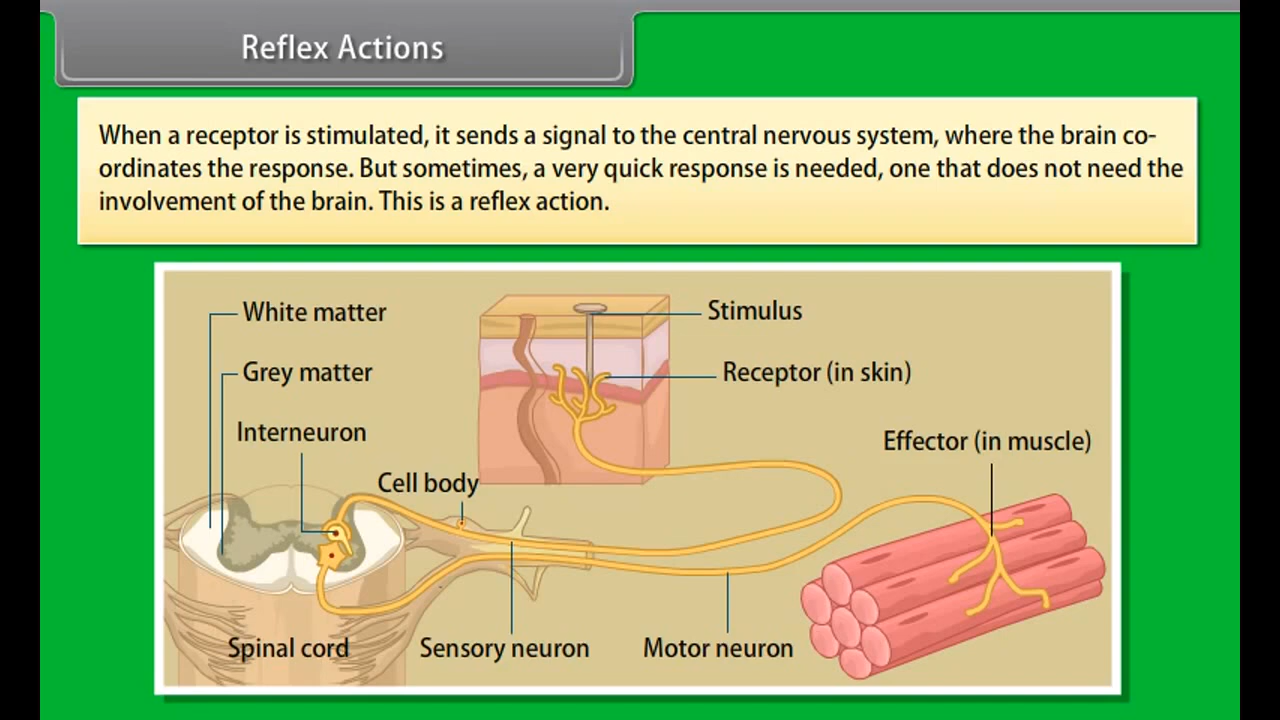 Reflex Actions
When a receptor is stimulated, it sends a signal to the central nervous system, where the brain co-
ordinates the response. But sometimes, a very quick response is needed, one that does not need the
involvement of the brain. This is a reflex action.
White matter
Stimulus
Grey matter
Receptor (in skin)
Interneuron
Effector (in muscle)
Cell body
Spinal cord
Sensory neuron
Motor neuron